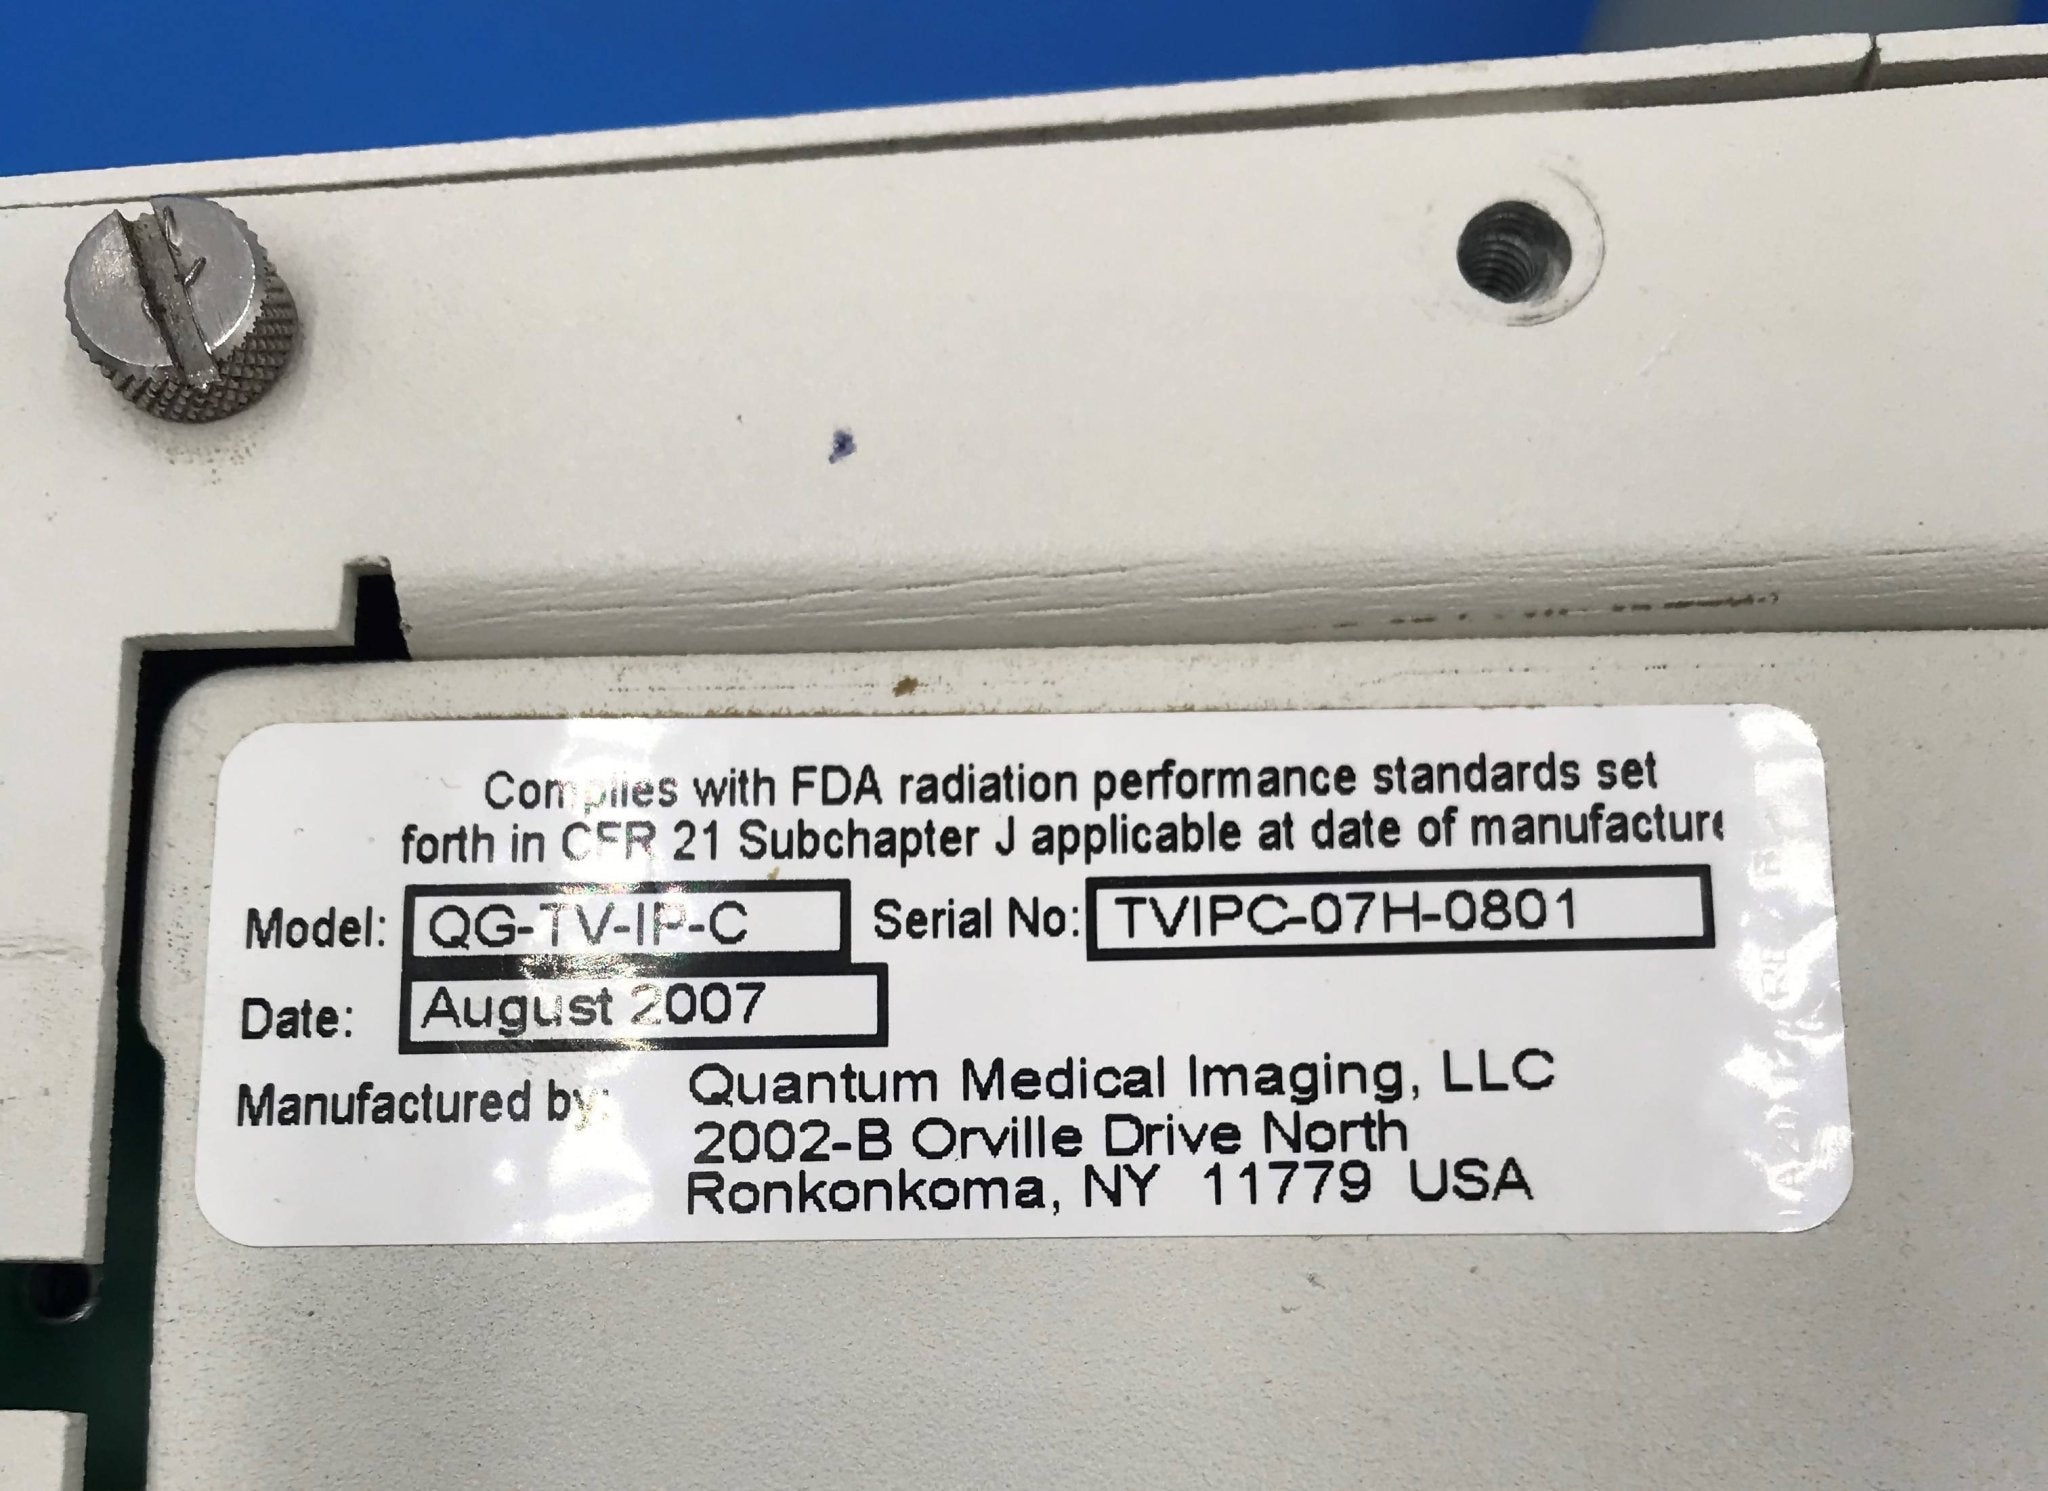 Complies with FDA radiation performance standards set
forth in CFR 21 Subchapter J applicable at date of manufacture
Model: QG-TV-IP-C Serial No: TVIPC-07H-0801
Date: August 2007
Manufactured by: Quantum Medical Imaging, LLC
2002-B Orville Drive North
Ronkonkoma, NY 11779 USA